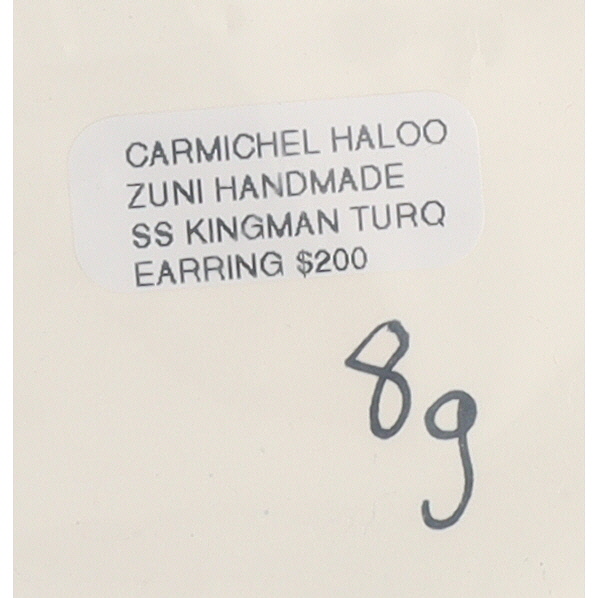 CARMICHEL HALOO
ZUNI HANDMADE
SS KINGMAN TURQ
EARRING $200
8g